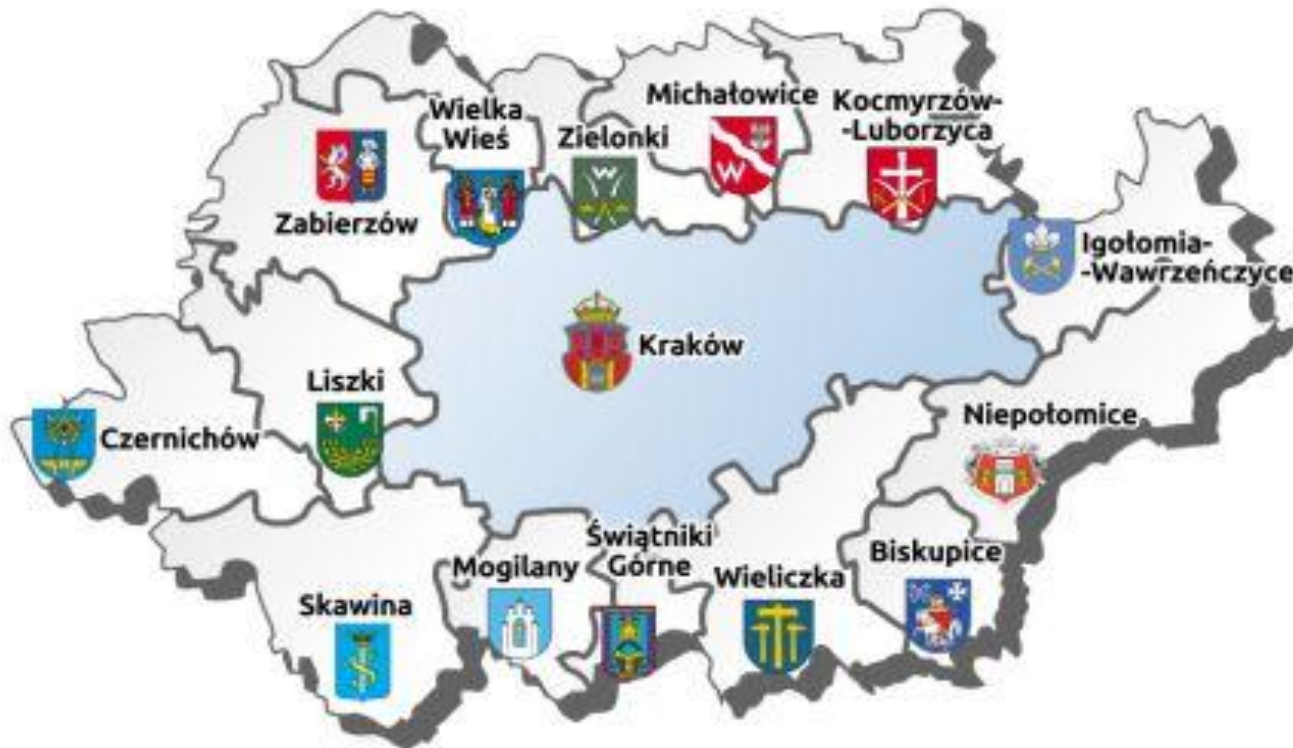 Michałowice
Kocmyrzów-
-Luborzyca
Wielka
Wieś
Zielonki
W
W
Zabierzów
Igołomia-
-Wawrzeńczyce
Kraków
Liszki
Niepołomice
Czernichów
Świątniki
Górne
Biskupice
Mogilany
Wieliczka
Skawina